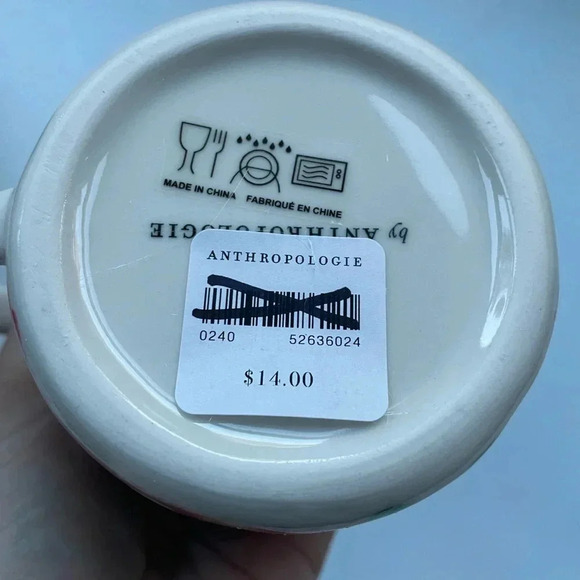 MADE IN CHINA FABRIQUÉ EN CHINE
by ANTHROPOLOGIE
ANTHROPOLOGIE
0240 52636024
$14.00